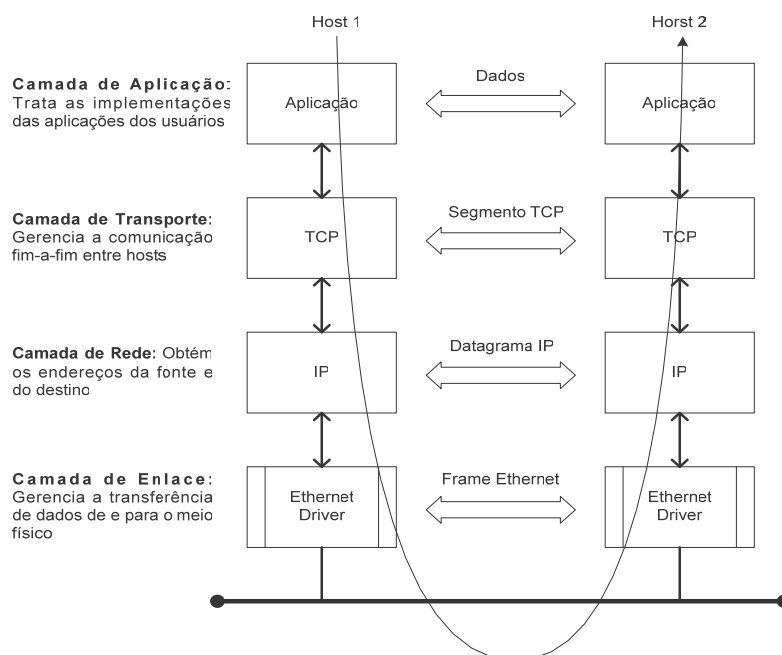 Host 1
Horst 2
Camada de Aplicação:
Trata as implementações
das aplicações dos usuários
Aplicação
Dados
Aplicação
Camada de Transporte:
Gerencia a comunicação
fim-a-fim entre hosts
TCP
Segmento TCP
TCP
Camada de Rede: Obtém
os endereços da fonte e
do destino
IP
Datagrama IP
IP
Camada de Enlace:
Gerencia a transferência
de dados de e para o meio
físico
Ethernet
Driver
Frame Ethernet
Ethernet
Driver